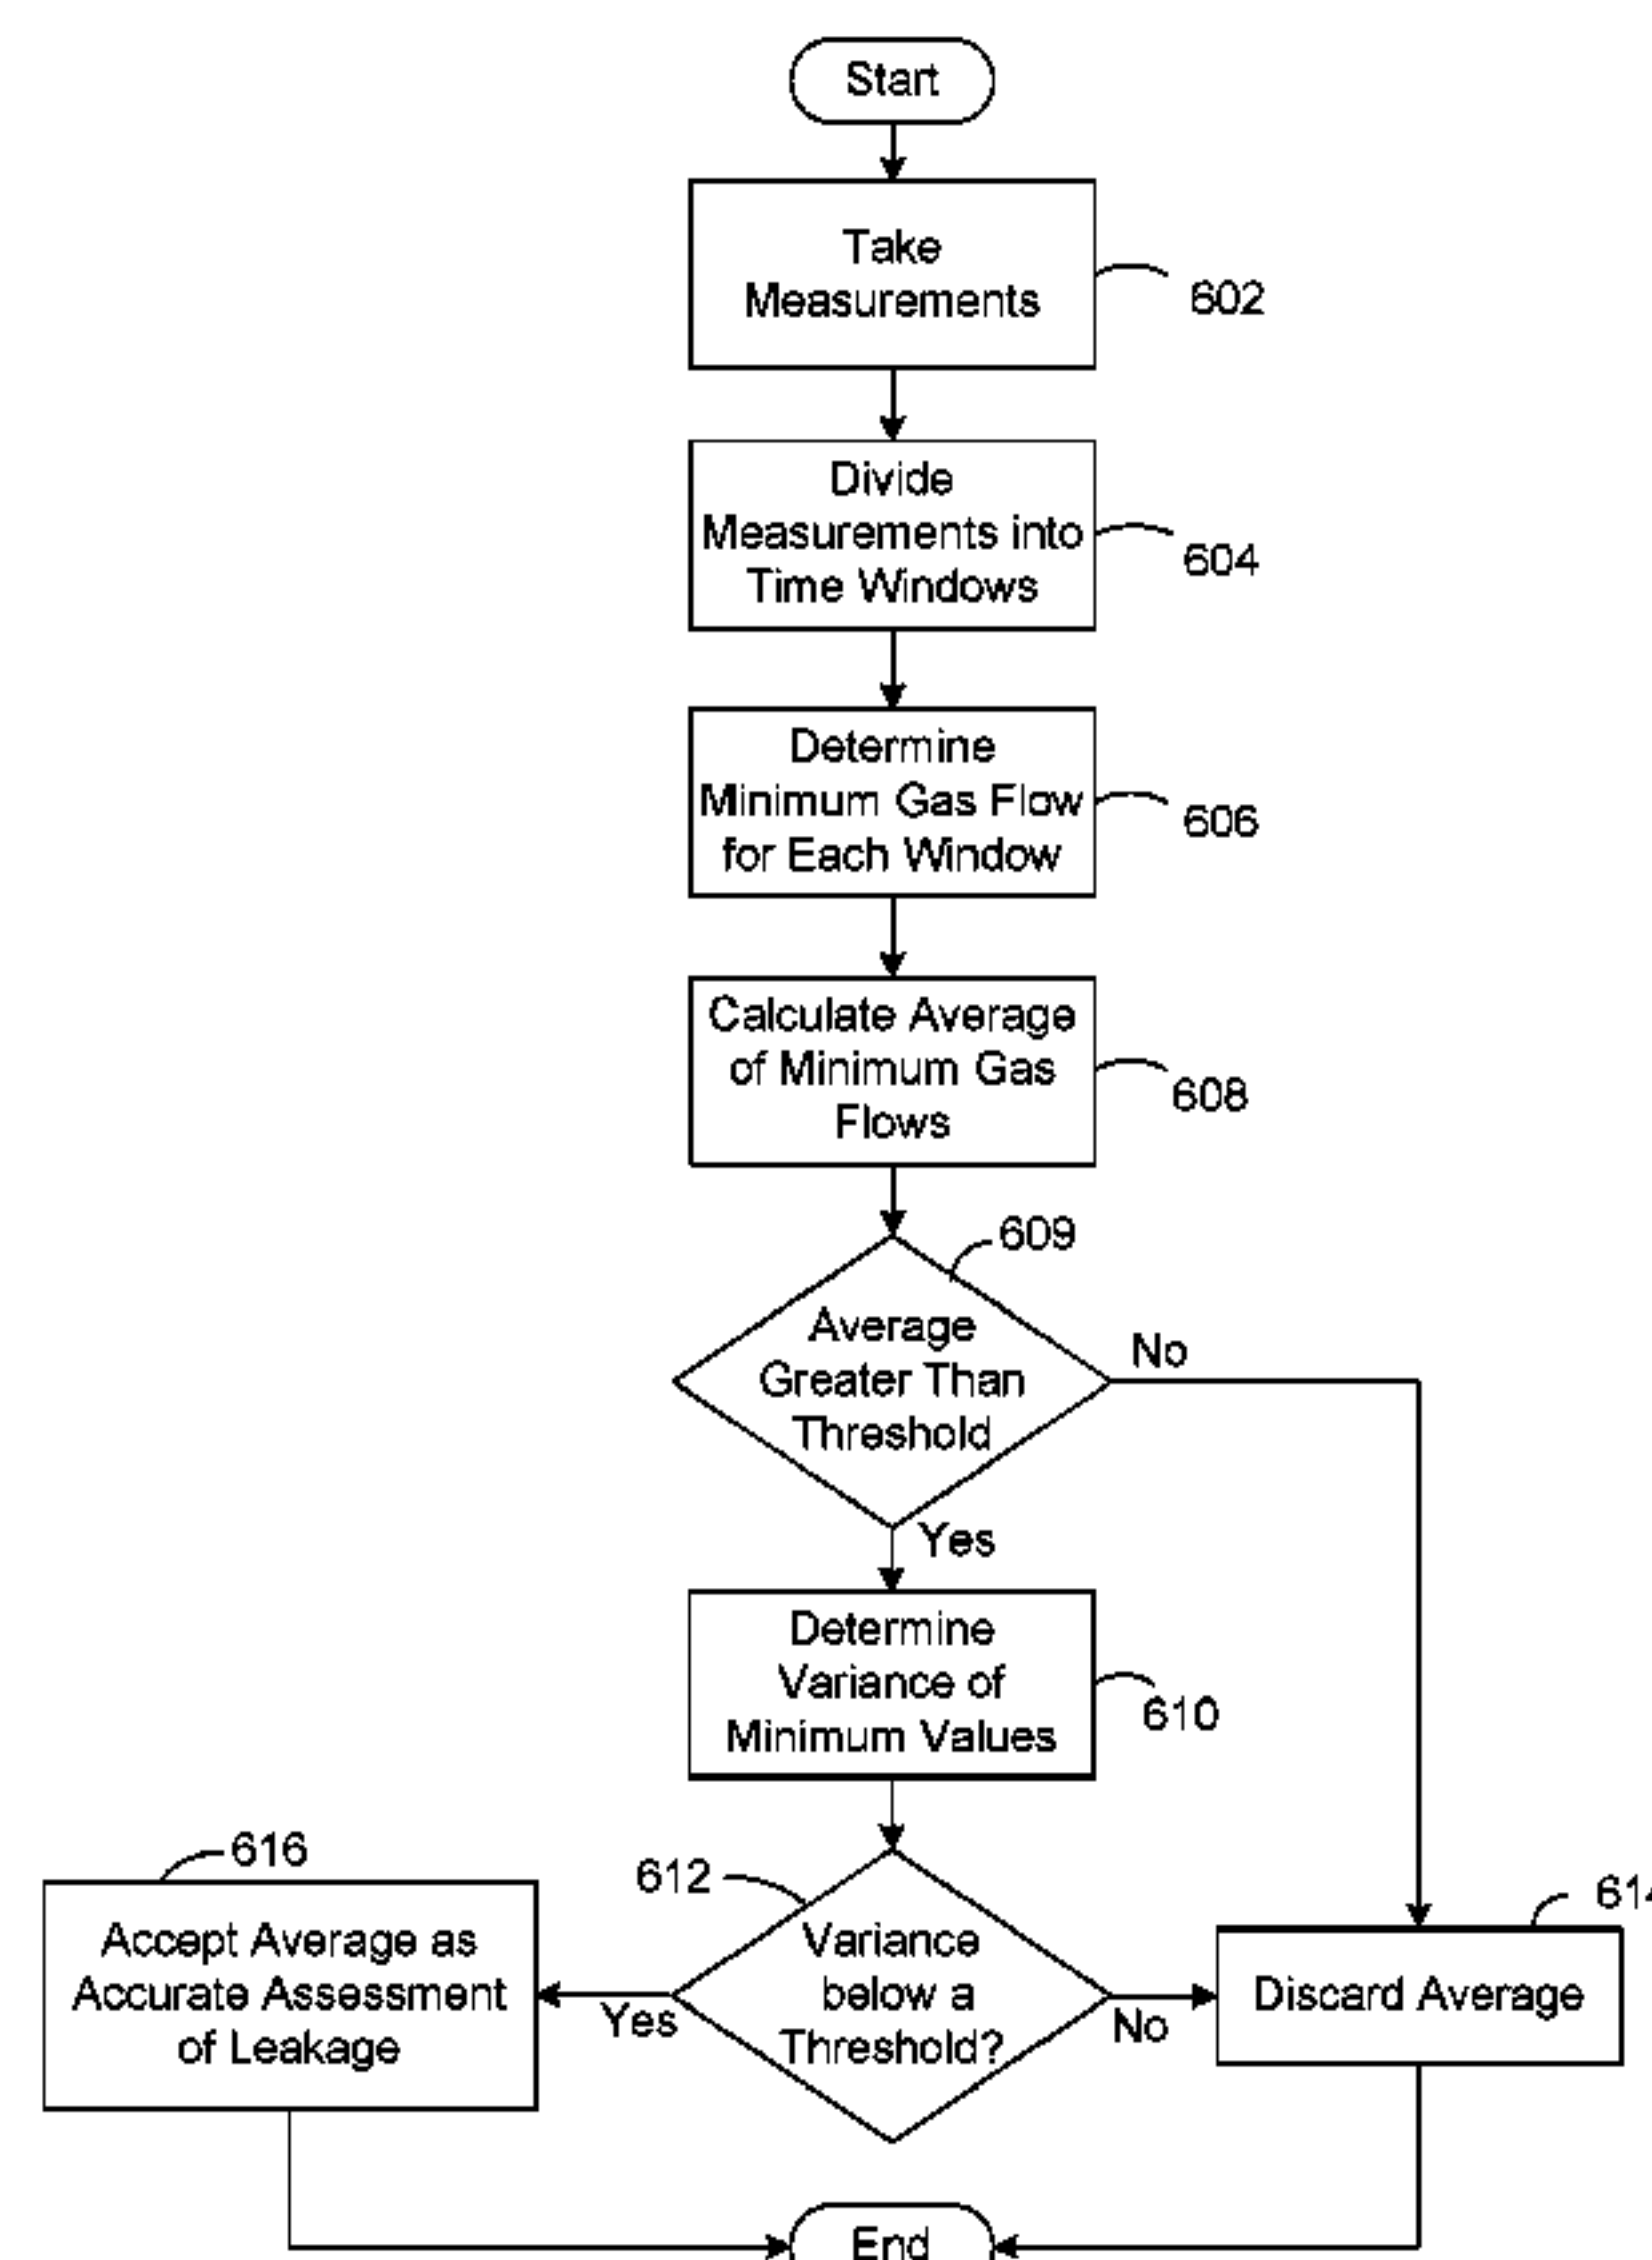 Start
Take
Measurements
602
Divide
Measurements into
Time Windows
604
Determine
Minimum Gas Flow
for Each Window
606
Calculate Average
of Minimum Gas
Flows
608
609
Average
Greater Than
Threshold
No
Yes
Determine
Variance of
Minimum Values
610
616
Accept Average as
Accurate Assessment
of Leakage
612
Variance
below a
Threshold?
Yes
No
614
Discard Average
End